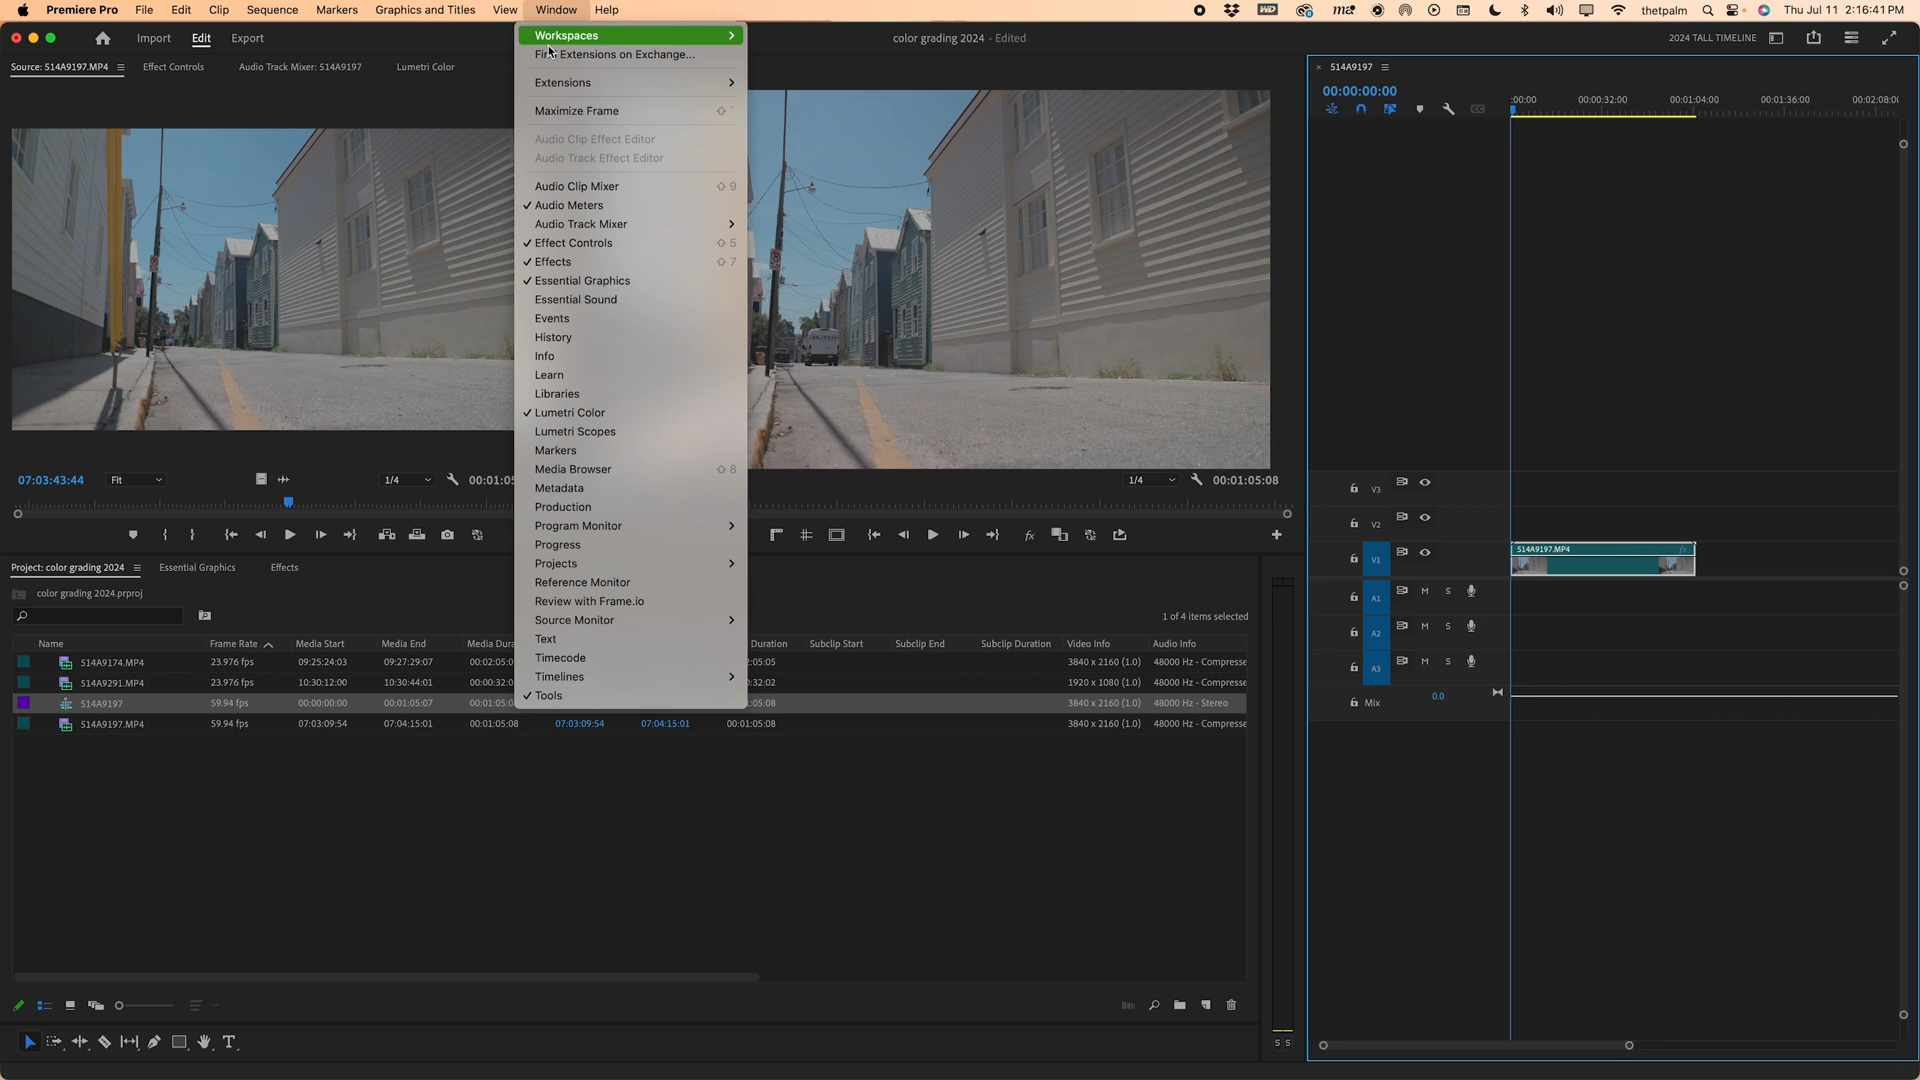 Premiere Pro File Edit Clip Sequence Markers Graphics and Titles View Window Help thetpalm Thu Jul 11 2:16:41 PM
Import Edit Export color grading 2024 - Edited 2024 TALL TIMELINE
Source: 514A9197.MP4 Effect Controls Audio Track Mixer: 514A9197 Lumetri Color
Workspaces
Extensions on Exchange...
Extensions
Maximize Frame
Audio Clip Effect Editor
Audio Track Effect Editor
Audio Clip Mixer 9
Audio Meters
Audio Track Mixer
Effect Controls 5
Effects 7
Essential Graphics
Essential Sound
Events
History
Info
Learn
Libraries
Lumetri Color
Lumetri Scopes
Markers
Media Browser 8
Metadata
Production
Program Monitor
Progress
Projects
Reference Monitor
Review with Frame.io
Source Monitor
Text
Timecode
Timelines
Tools
07:03:43:44 Fit 1/4 00:01:05
1/4 00:01:05:08
Project: color grading 2024 Essential Graphics Effects
color grading 2024.prproj
1 of 4 items selected
Name Frame Rate Media Start Media End Media Dura Duration Subclip Start Subclip End Subclip Duration Video Info Audio Info
514A9174.MP4 23.976 fps 09:25:24:03 09:27:29:07 00:02:05:0 2:05:05 3840 x 2160 (1.0) 48000 Hz - Compresse
514A9291.MP4 23.976 fps 10:30:12:00 10:30:44:01 00:00:32:0 0:32:02 1920 x 1080 (1.0) 48000 Hz - Compresse
514A9197 59.94 fps 00:00:00:00 00:01:05:07 00:01:05:0 1:05:08 3840 x 2160 (1.0) 48000 Hz - Stereo
514A9197.MP4 59.94 fps 07:03:09:54 07:04:15:01 00:01:05:08 07:03:09:54 07:04:15:01 00:01:05:08 3840 x 2160 (1.0) 48000 Hz - Compresse
S S
514A9197
00:00:00:00
:00:00 00:00:32:00 00:01:04:00 00:01:36:00 00:02:08:00
V3
V2
V1 514A9197.MP4 fx
A1 M S
A2 M S
A3 M S
Mix 0.0